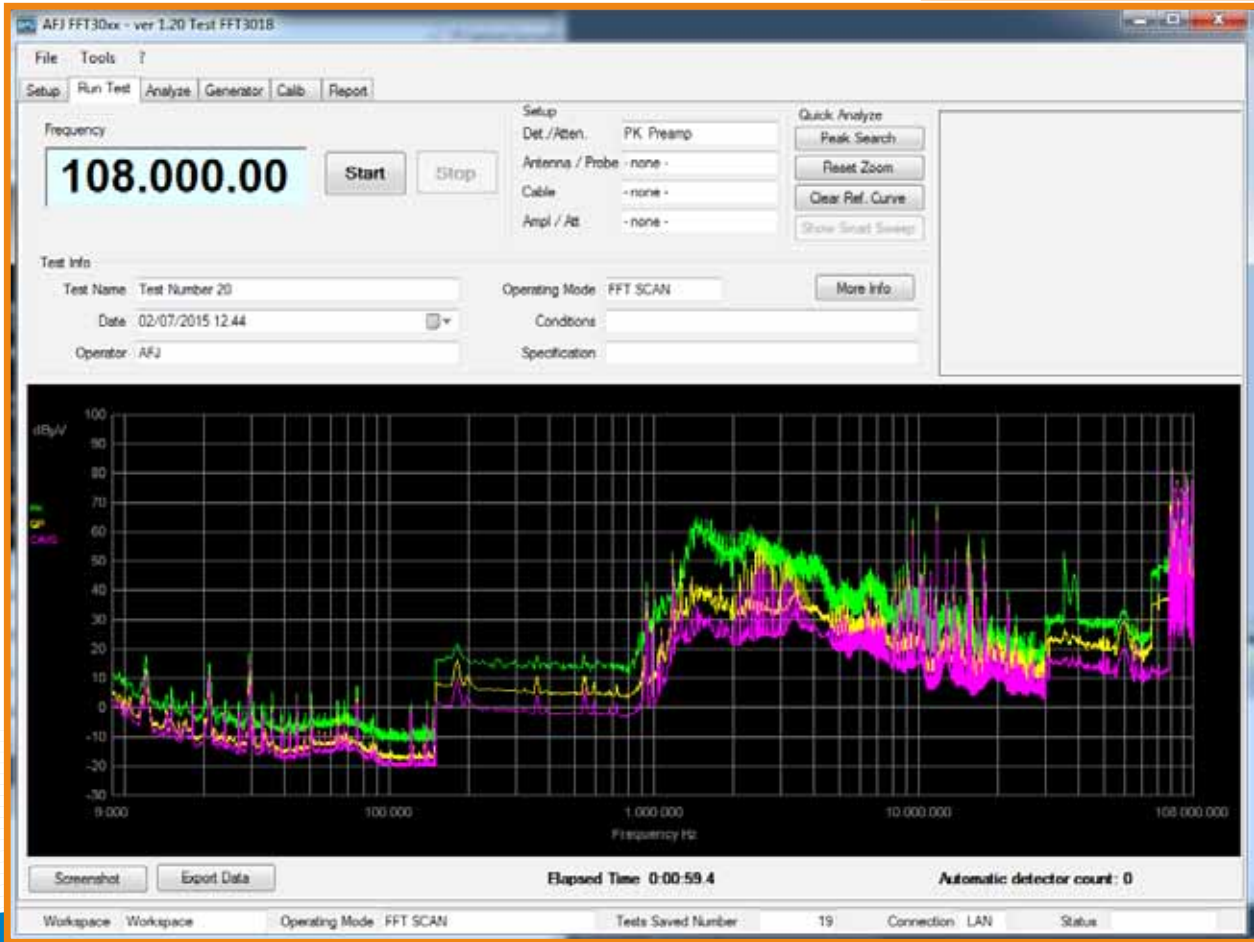 AFJ FFT30xx - ver 1.20 Test FFT3018
File Tools ?
Setup Run Test Analyze Generator Calib Report
Frequency
108.000.00
Start
Stop
Setup
Det./Atten. PK Preamp
Antenna / Probe - none -
Cable - none -
Ampl / Att - none -
Quick Analyze
Peak Search
Reset Zoom
Clear Ref. Curve
Show Smart Sweep
Test Info
Test Name Test Number 20
Date 02/07/2015 12.44
Operator AFJ
Operating Mode FFT SCAN
Conditions
Specification
More Info
dBµV
100
90
80
70
60
50
40
30
20
10
0
-10
-20
-30
PK
QP
CAVG
9.000 100.000 1.000.000 10.000.000 108.000.000
Frequency Hz
Screenshot Export Data Elapsed Time 0:00:59.4 Automatic detector count: 0
Workspace Workspace Operating Mode FFT SCAN Tests Saved Number 19 Connection LAN Status